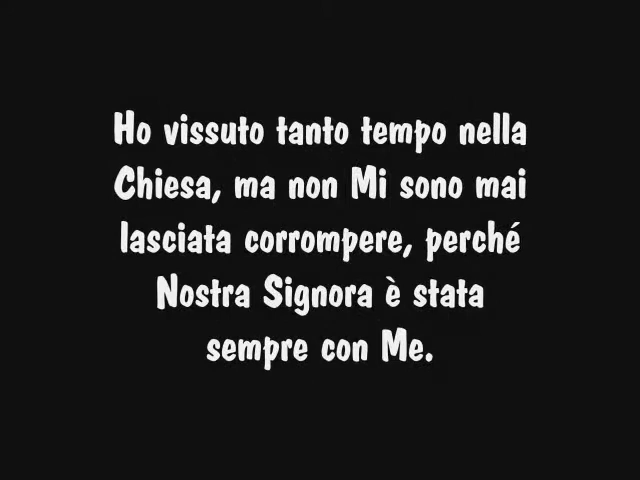 Ho vissuto tanto tempo nella
Chiesa, ma non Mi sono mai
lasciata corrompere, perché
Nostra Signora è stata
sempre con Me.